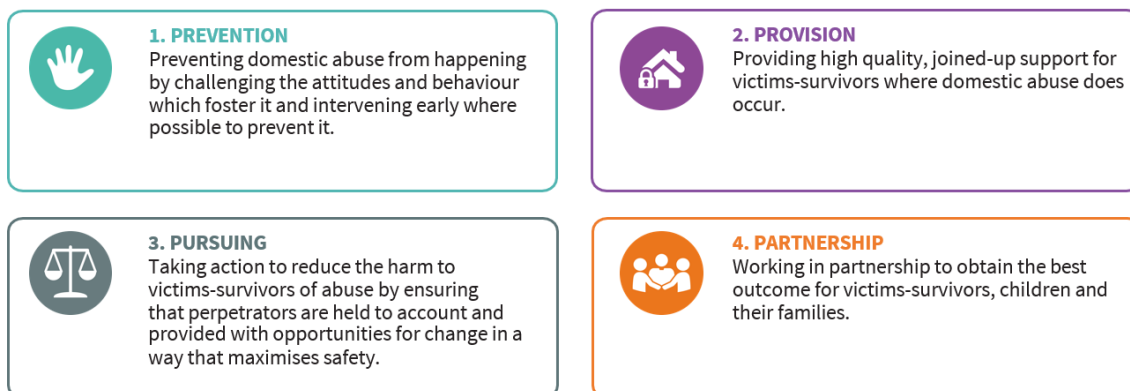 1. PREVENTION
Preventing domestic abuse from happening
by challenging the attitudes and behaviour
which foster it and intervening early where
possible to prevent it.
2. PROVISION
Providing high quality, joined-up support for
victims-survivors where domestic abuse does
occur.
3. PURSUING
Taking action to reduce the harm to
victims-survivors of abuse by ensuring
that perpetrators are held to account and
provided with opportunities for change in a
way that maximises safety.
4. PARTNERSHIP
Working in partnership to obtain the best
outcome for victims-survivors, children and
their families.